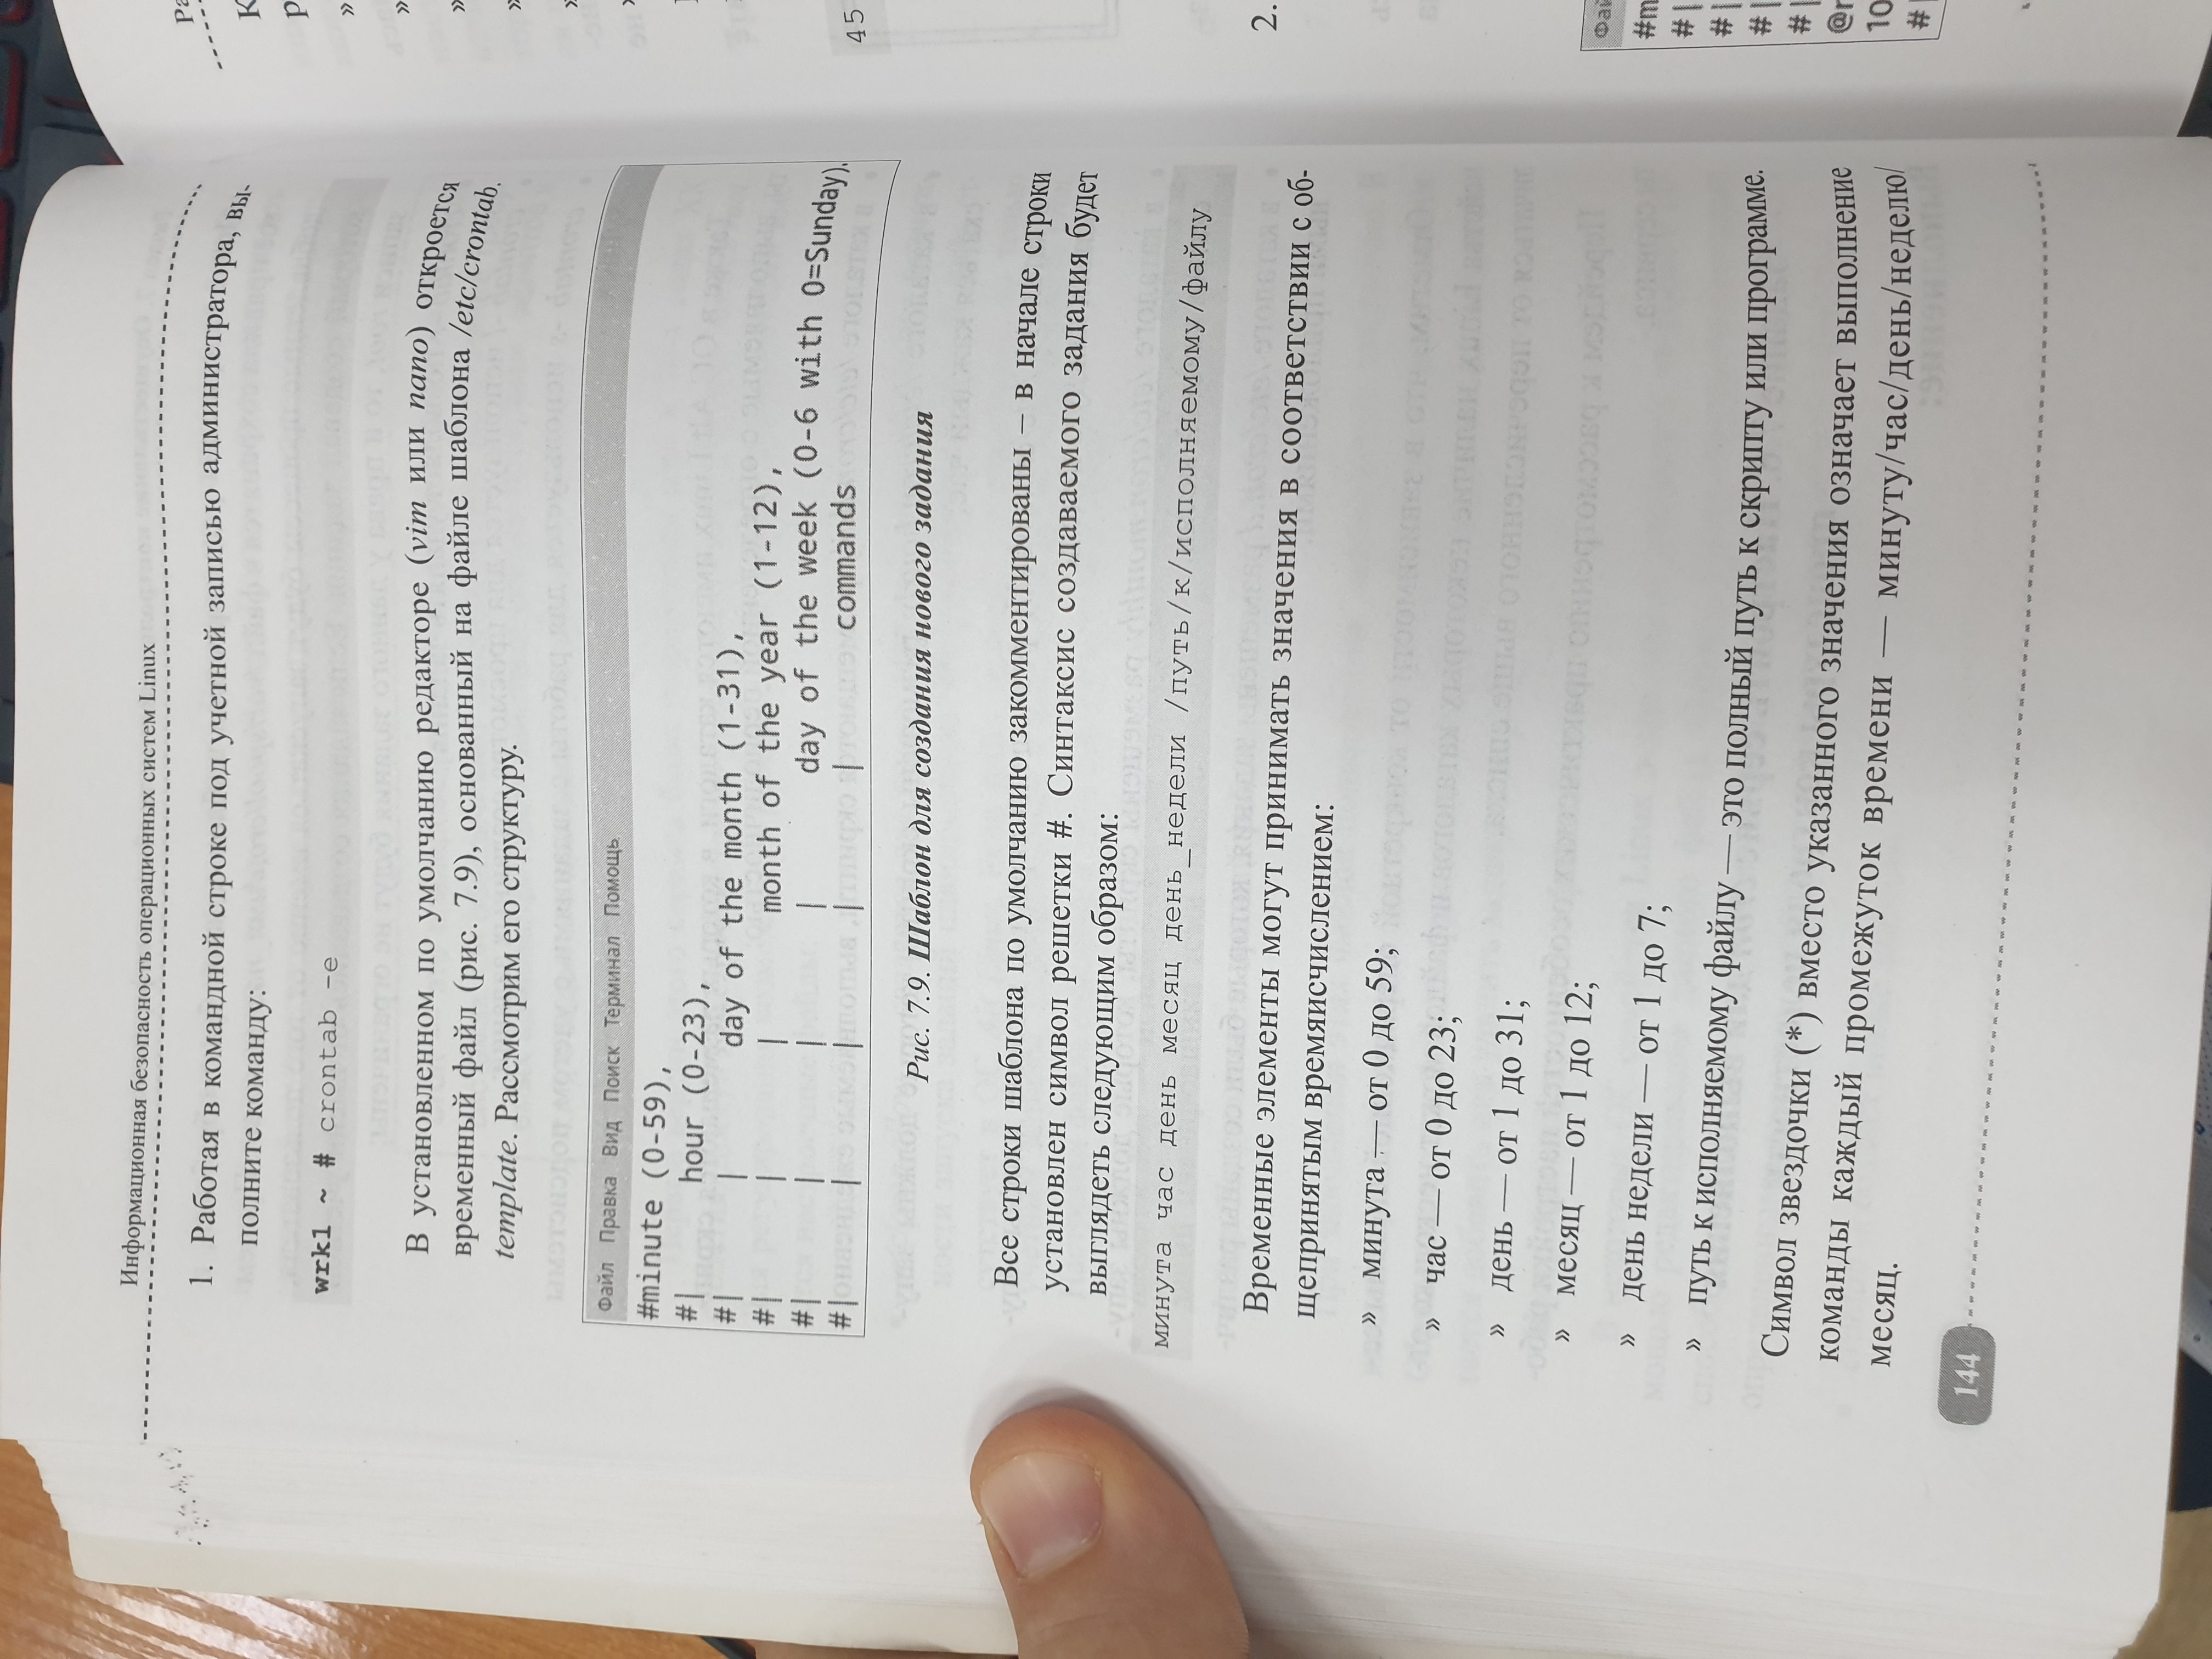 Информационная безопасность операционных систем Linux
1. Работая в командной строке под учетной записью администратора, вы-
полните команду:
wrk1 ~ # crontab -e
В установленном по умолчанию редакторе (vim или nano) откроется
временный файл (рис. 7.9), основанный на файле шаблона /etc/crontab.
template. Рассмотрим его структуру.
Файл Правка Вид Поиск Терминал Помощь
#minute (0-59),
#| hour (0-23),
#| | day of the month (1-31),
#| | | month of the year (1-12),
#| | | | day of the week (0-6 with 0=Sunday).
#| | | | | commands
Рис. 7.9. Шаблон для создания нового задания
Все строки шаблона по умолчанию закомментированы – в начале строки
установлен символ решетки #. Синтаксис создаваемого задания будет
выглядеть следующим образом:
минута час день месяц день_недели /путь/к/исполняемому/файлу
Временные элементы могут принимать значения в соответствии с об-
щепринятым времяисчислением:
» минута — от 0 до 59;
» час — от 0 до 23;
» день — от 1 до 31;
» месяц — от 1 до 12;
» день недели — от 1 до 7;
» путь к исполняемому файлу — это полный путь к скрипту или программе.
Символ звездочки (*) вместо указанного значения означает выполнение
команды каждый промежуток времени — минуту/час/день/неделю/
месяц.
144
45
2.
#m
#|
#|
#|
#|
@r
10
#